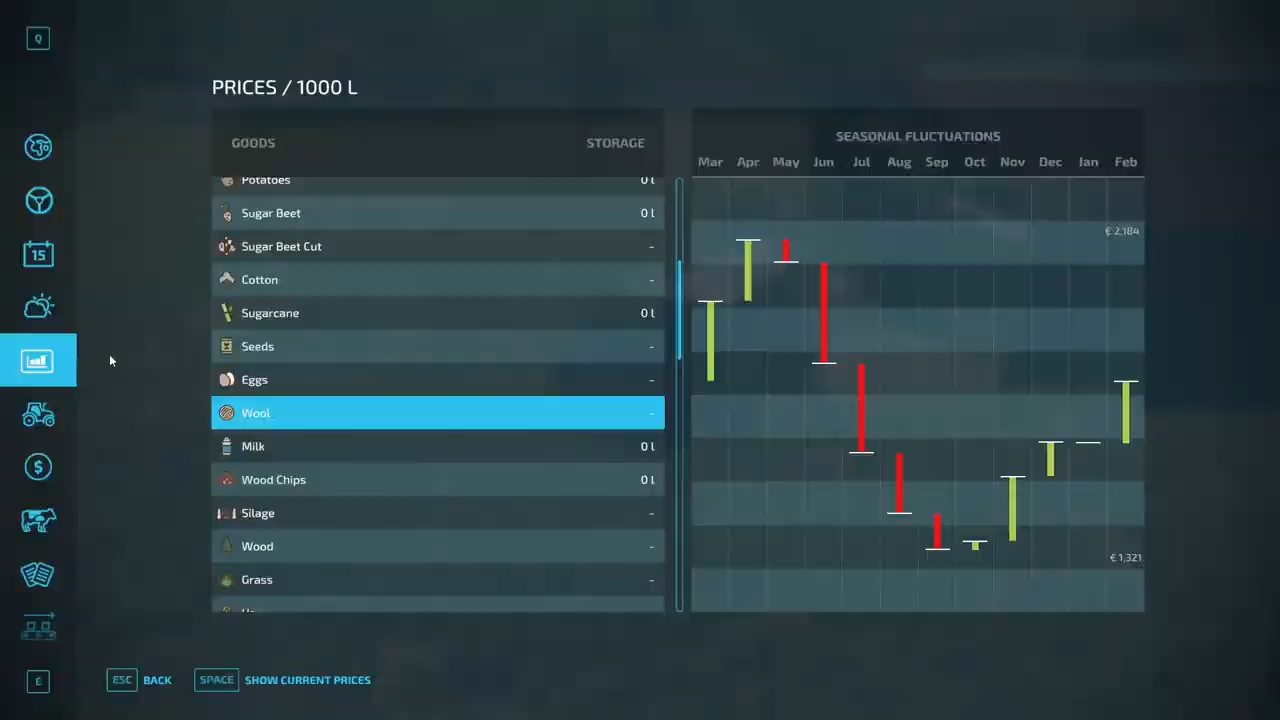 Q
PRICES / 1000 L
GOODS STORAGE
SEASONAL FLUCTUATIONS
Mar Apr May Jun Jul Aug Sep Oct Nov Dec Jan Feb
Potatoes 0 l
Sugar Beet 0 l
€ 2,184
Sugar Beet Cut -
15
Cotton -
Sugarcane 0 l
Seeds -
Eggs -
Wool -
Milk 0 l
$
Wood Chips 0 l
Silage -
Wood -
€ 1,321
Grass -
E
ESC BACK SPACE SHOW CURRENT PRICES